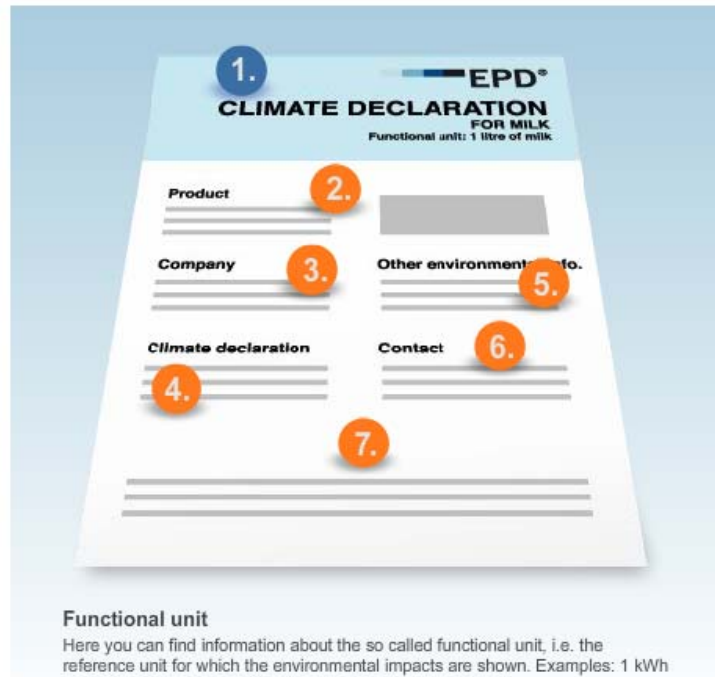 1.
EPD®
CLIMATE DECLARATION
FOR MILK
Functional unit: 1 litre of milk
Product
2.
Company
3.
Climate declaration
4.
Other environmental info.
5.
Contact
6.
7.
Functional unit
Here you can find information about the so called functional unit, i.e. the
reference unit for which the environmental impacts are shown. Examples: 1 kWh